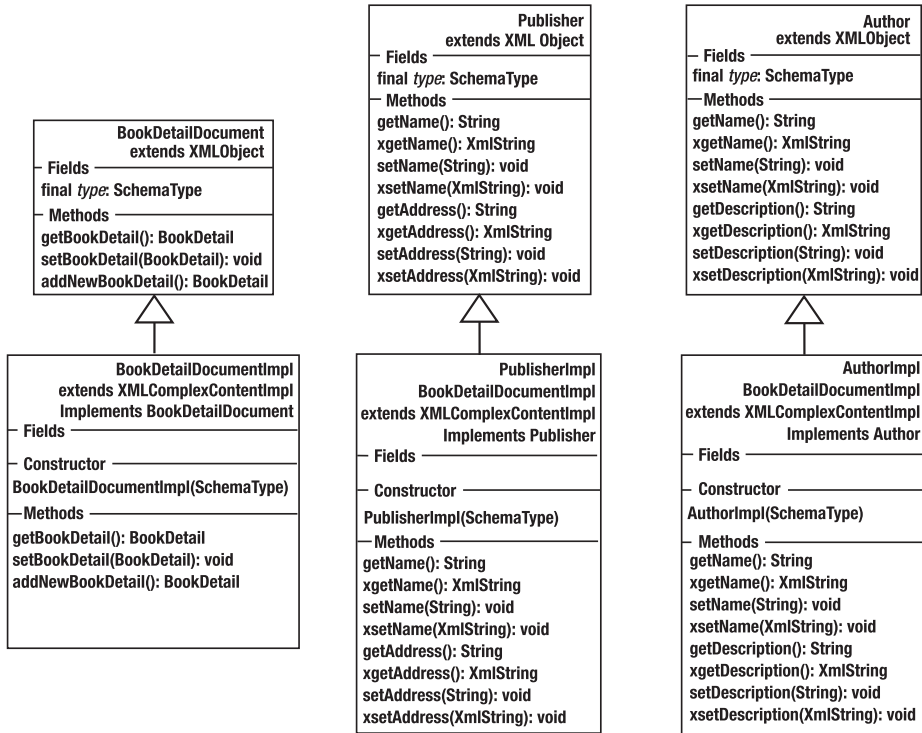 BookDetailDocument
extends XMLObject
Fields
final type: SchemaType
Methods
getBookDetail(): BookDetail
setBookDetail(BookDetail): void
addNewBookDetail(): BookDetail
BookDetailDocumentImpl
extends XMLComplexContentImpl
Implements BookDetailDocument
Fields
Constructor
BookDetailDocumentImpl(SchemaType)
Methods
getBookDetail(): BookDetail
setBookDetail(BookDetail): void
addNewBookDetail(): BookDetail
Publisher
extends XML Object
Fields
final type: SchemaType
Methods
getName(): String
xgetName(): XmlString
setName(String): void
xsetName(XmlString): void
getAddress(): String
xgetAddress(): XmlString
setAddress(String): void
xsetAddress(XmlString): void
PublisherImpl
BookDetailDocumentImpl
extends XMLComplexContentImpl
Implements Publisher
Fields
Constructor
PublisherImpl(SchemaType)
Methods
getName(): String
xgetName(): XmlString
setName(String): void
xsetName(XmlString): void
getAddress(): String
xgetAddress(): XmlString
setAddress(String): void
xsetAddress(XmlString): void
Author
extends XMLObject
Fields
final type: SchemaType
Methods
getName(): String
xgetName(): XmlString
setName(String): void
xsetName(XmlString): void
getDescription(): String
xgetDescription(): XmlString
setDescription(String): void
xsetDescription(XmlString): void
AuthorImpl
BookDetailDocumentImpl
extends XMLComplexContentImpl
Implements Author
Fields
Constructor
AuthorImpl(SchemaType)
Methods
getName(): String
xgetName(): XmlString
setName(String): void
xsetName(XmlString): void
getDescription(): String
xgetDescription(): XmlString
setDescription(String): void
xsetDescription(XmlString): void